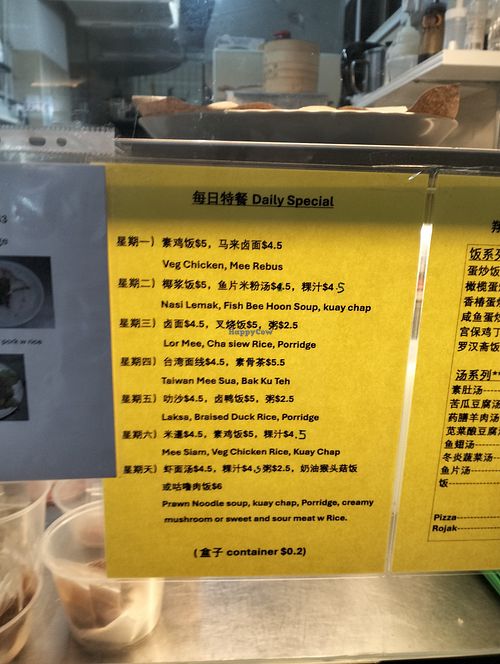 每日特餐 Daily Special
星期一）素鸡饭$5，马来卤面$4.5
Veg Chicken, Mee Rebus
星期二）椰浆饭$5，鱼片米粉汤$4.5，粿汁$4.5
Nasi Lemak, Fish Bee Hoon Soup, kuay chap
星期三）卤面$4.5，叉烧饭$5，粥$2.5
Lor Mee, Cha siew Rice, Porridge
星期四）台湾面线$4.5，素骨茶$5.5
Taiwan Mee Sua, Bak Ku Teh
星期五）叻沙$4.5，卤鸭饭$5，粥$2.5
Laksa, Braised Duck Rice, Porridge
星期六）米暹$4.5，素鸡饭$5，粿汁$4.5
Mee Siam, Veg Chicken Rice, Kuay Chap
星期天）虾面汤$4.5，粿汁$4.5粥$2.5，奶油猴头菇饭
或咕噜肉饭$6
Prawn Noodle soup, kuay chap, Porridge, creamy
mushroom or sweet and sour meat w Rice.
(盒子 container $0.2)
pork w rice
饭系
蛋炒饭
橄榄蛋
香椿蛋
咸鱼蛋
宫保鸡丁
罗汉斋饭
汤系列**
素肚汤----
苦瓜豆腐汤
药膳羊肉汤
苋菜酿豆腐
鱼翅汤----
冬炎蔬菜汤--
鱼片汤----
饭----
Pizza----
Rojak----
HappyCow